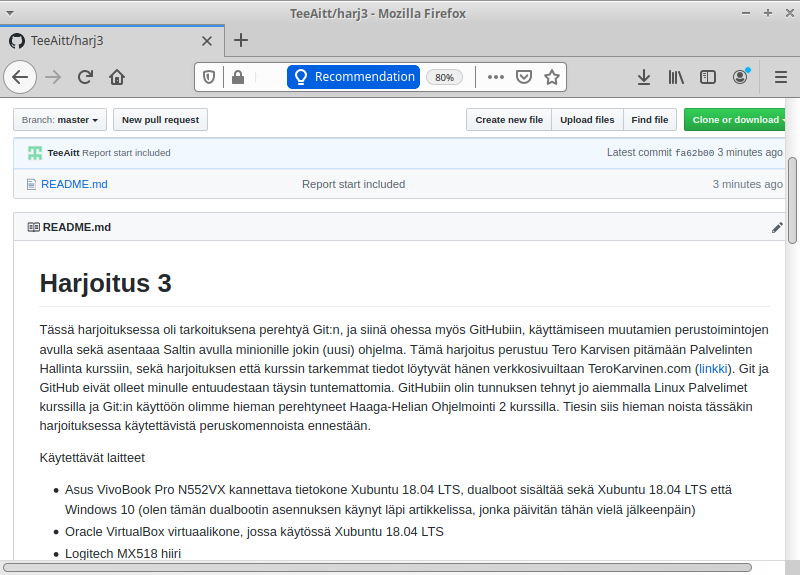 TeeAitt/harj3 - Mozilla Firefox
TeeAitt/harj3
Recommendation
80%
Branch: master
New pull request
Create new file
Upload files
Find file
Clone or download
TeeAitt Report start included
Latest commit fa62b00 3 minutes ago
README.md
Report start included
3 minutes ago
README.md
Harjoitus 3
Tässä harjoituksessa oli tarkoituksena perehtyä Git:n, ja siinä ohessa myös GitHubiin, käyttämiseen muutamien perustoimintojen
avulla sekä asentaaa Saltin avulla minionille jokin (uusi) ohjelma. Tämä harjoitus perustuu Tero Karvisen pitämään Palvelinten
Hallinta kurssiin, sekä harjoituksen että kurssin tarkemmat tiedot löytyvät hänen verkkosivuiltaan TeroKarvinen.com (linkki). Git ja
GitHub eivät olleet minulle entuudestaan täysin tuntemattomia. GitHubiin olin tunnuksen tehnyt jo aiemmalla Linux Palvelimet
kurssilla ja Git:in käyttöön olimme hieman perehtyneet Haaga-Helian Ohjelmointi 2 kurssilla. Tiesin siis hieman noista tässäkin
harjoituksessa käytettävistä peruskomennoista ennestään.
Käytettävät laitteet
• Asus VivoBook Pro N552VX kannettava tietokone Xubuntu 18.04 LTS, dualboot sisältää sekä Xubuntu 18.04 LTS että
Windows 10 (olen tämän dualbootin asennuksen käynyt läpi artikkelissa, jonka päivitän tähän vielä jälkeenpäin)
• Oracle VirtualBox virtuaalikone, jossa käytössä Xubuntu 18.04 LTS
• Logitech MX518 hiiri